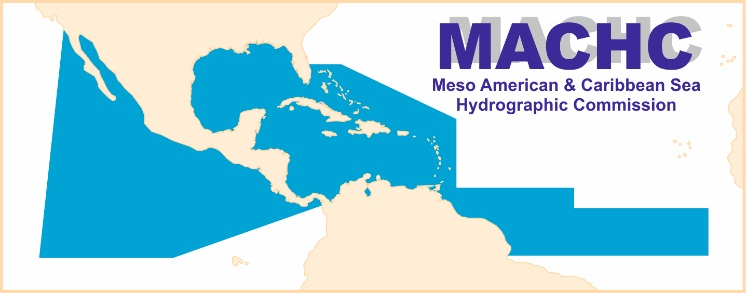 MACHC
Meso American & Caribbean Sea
Hydrographic Commission